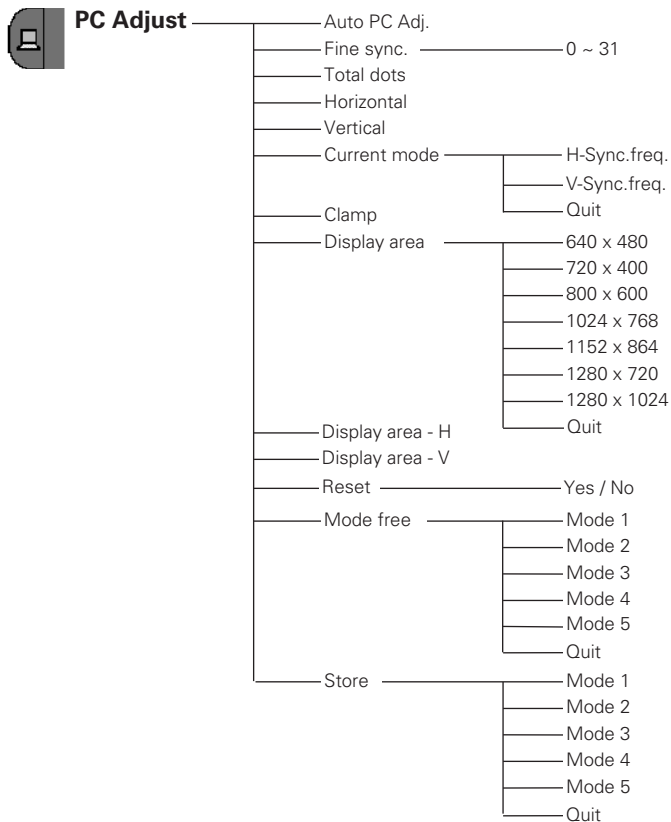 PC Adjust
Auto PC Adj.
Fine sync. 0 ~ 31
Total dots
Horizontal
Vertical
Current mode H-Sync.freq.
V-Sync.freq.
Quit
Clamp
Display area 640 x 480
720 x 400
800 x 600
1024 x 768
1152 x 864
1280 x 720
1280 x 1024
Quit
Display area - H
Display area - V
Reset Yes / No
Mode free Mode 1
Mode 2
Mode 3
Mode 4
Mode 5
Quit
Store Mode 1
Mode 2
Mode 3
Mode 4
Mode 5
Quit